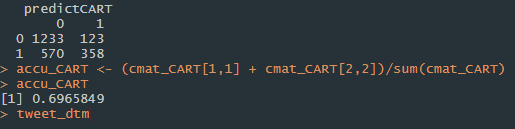 predictCART
0 1
0 1233 123
1 570 358
> accu_CART <- (cmat_CART[1,1] + cmat_CART[2,2])/sum(cmat_CART)
> accu_CART
[1] 0.6965849
> tweet_dtm